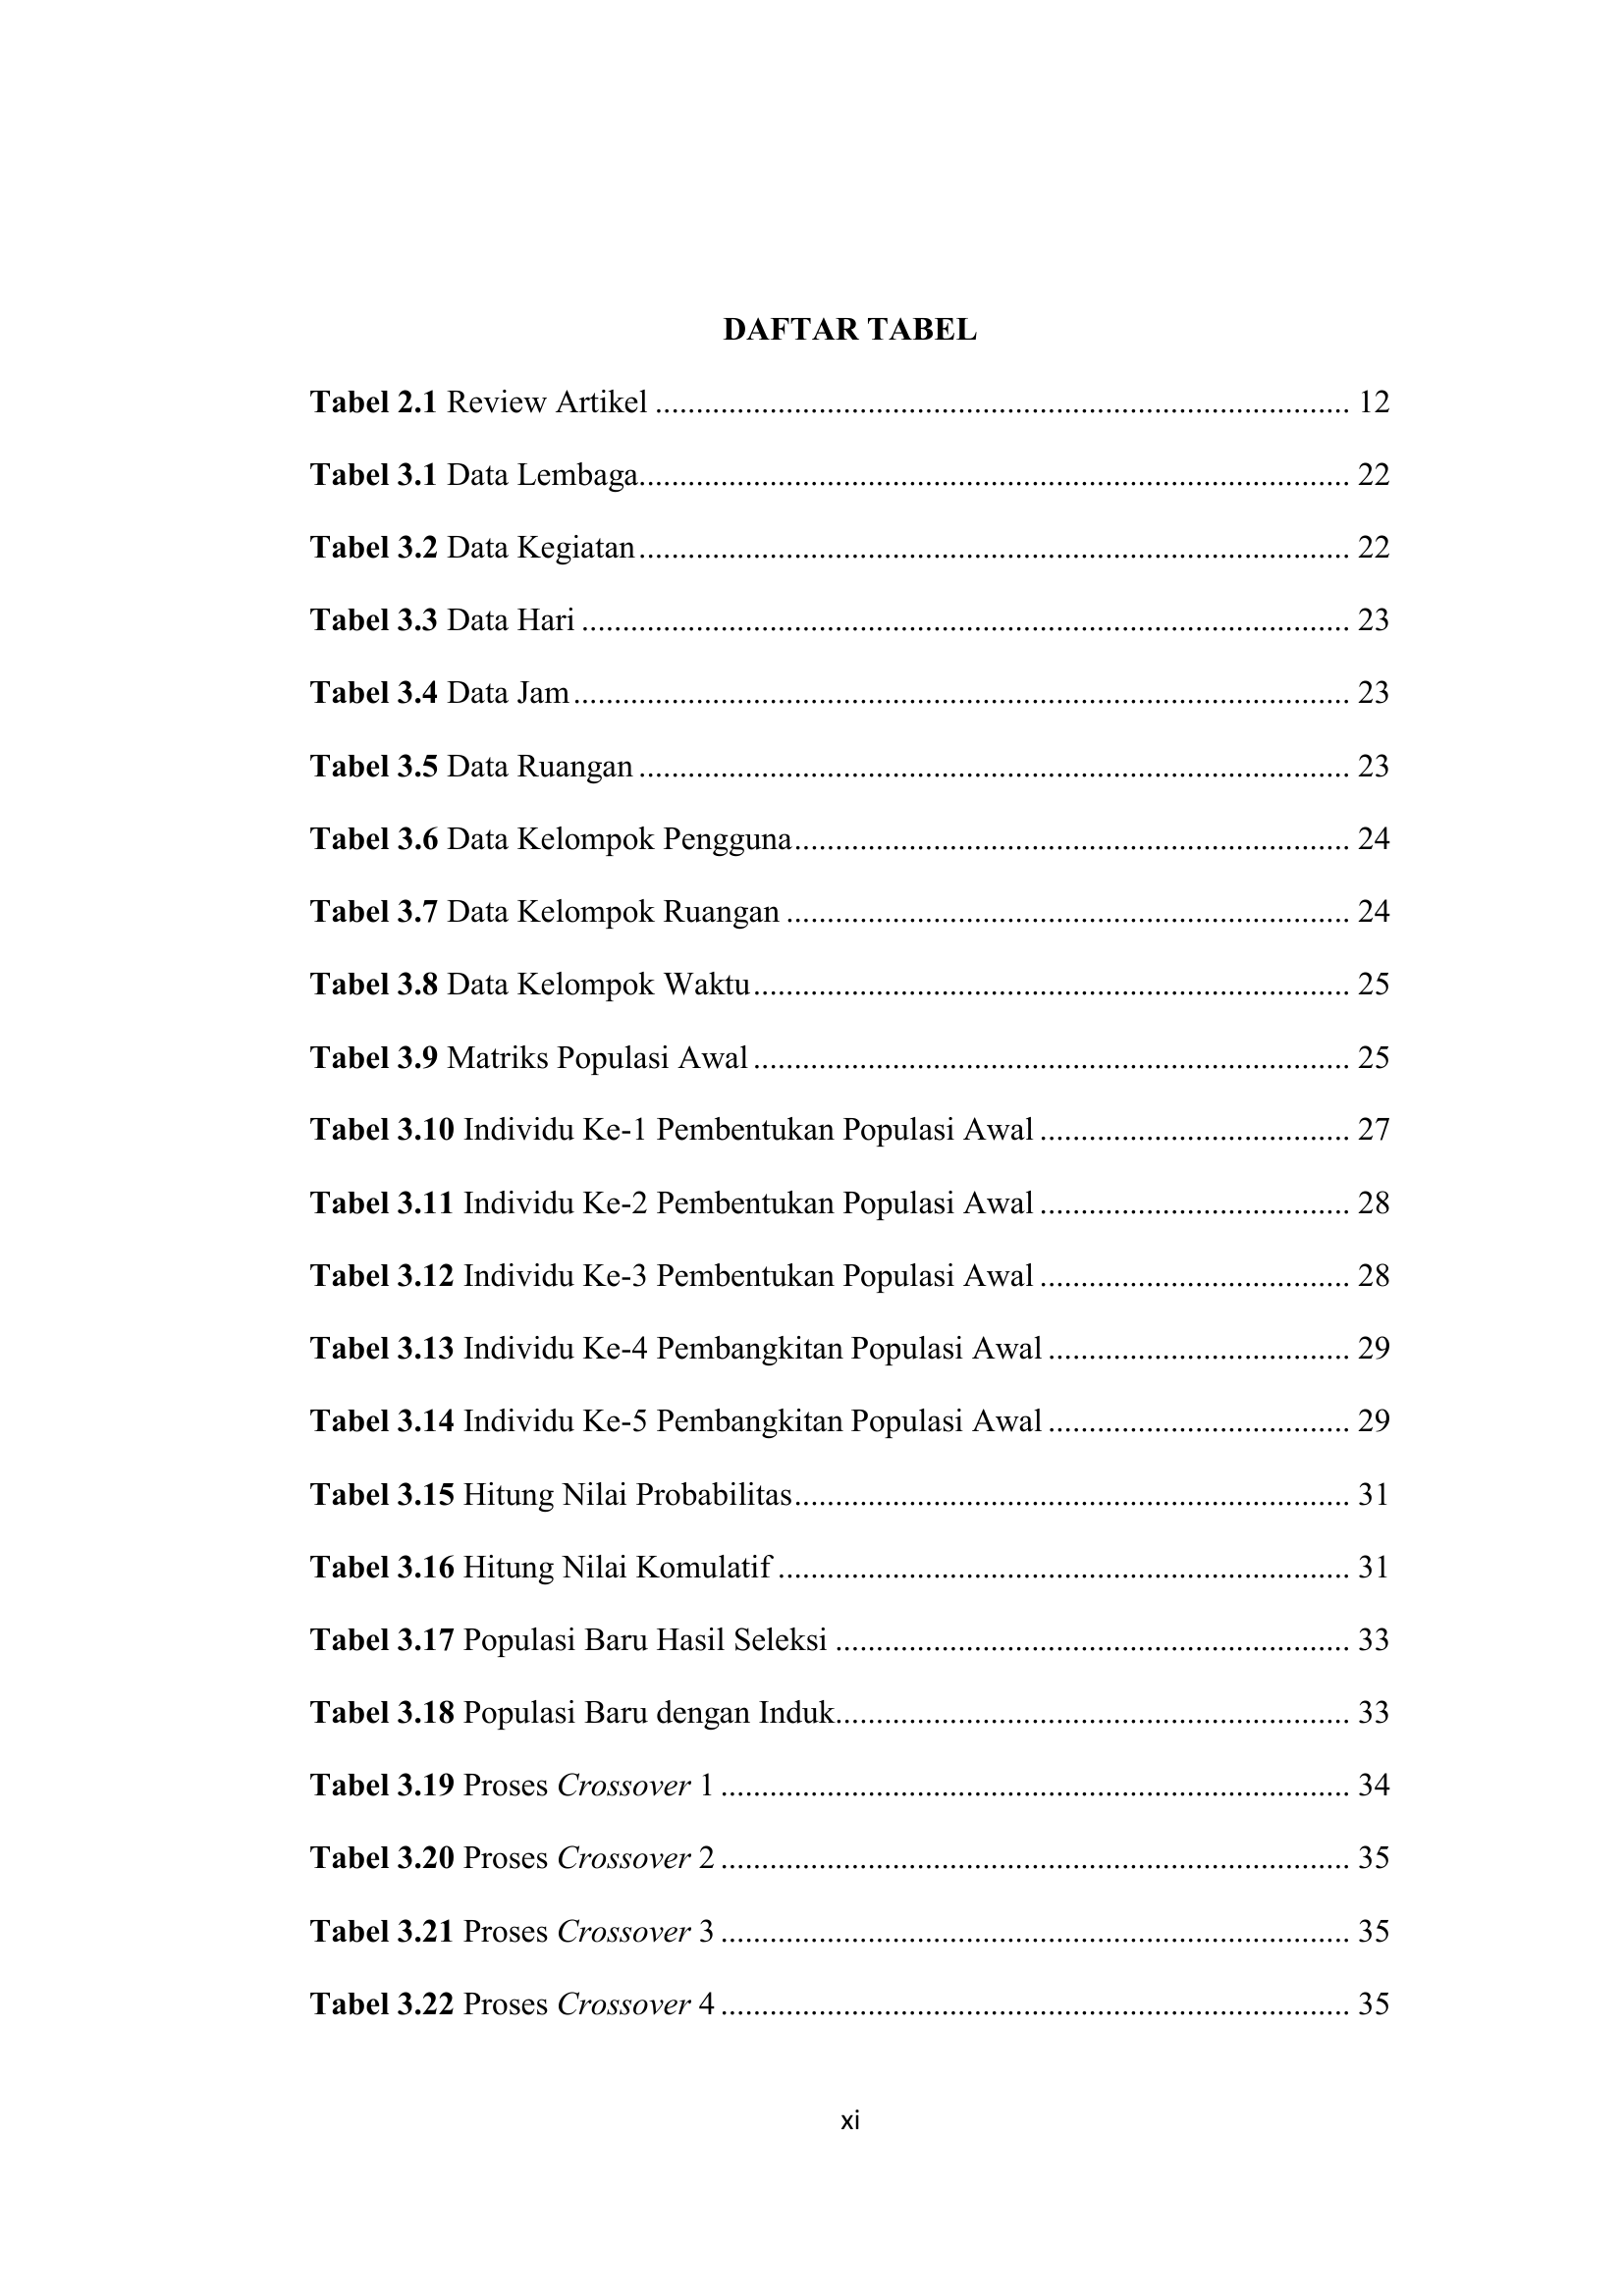 DAFTAR TABEL
Tabel 2.1 Review Artikel ..................................................................................... 12
Tabel 3.1 Data Lembaga....................................................................................... 22
Tabel 3.2 Data Kegiatan ....................................................................................... 22
Tabel 3.3 Data Hari .............................................................................................. 23
Tabel 3.4 Data Jam ............................................................................................... 23
Tabel 3.5 Data Ruangan ....................................................................................... 23
Tabel 3.6 Data Kelompok Pengguna.................................................................... 24
Tabel 3.7 Data Kelompok Ruangan ..................................................................... 24
Tabel 3.8 Data Kelompok Waktu ......................................................................... 25
Tabel 3.9 Matriks Populasi Awal ......................................................................... 25
Tabel 3.10 Individu Ke-1 Pembentukan Populasi Awal ...................................... 27
Tabel 3.11 Individu Ke-2 Pembentukan Populasi Awal ...................................... 28
Tabel 3.12 Individu Ke-3 Pembentukan Populasi Awal ...................................... 28
Tabel 3.13 Individu Ke-4 Pembangkitan Populasi Awal ..................................... 29
Tabel 3.14 Individu Ke-5 Pembangkitan Populasi Awal ..................................... 29
Tabel 3.15 Hitung Nilai Probabilitas.................................................................... 31
Tabel 3.16 Hitung Nilai Komulatif ...................................................................... 31
Tabel 3.17 Populasi Baru Hasil Seleksi ............................................................... 33
Tabel 3.18 Populasi Baru dengan Induk............................................................... 33
Tabel 3.19 Proses Crossover 1 ............................................................................. 34
Tabel 3.20 Proses Crossover 2 ............................................................................. 35
Tabel 3.21 Proses Crossover 3 ............................................................................. 35
Tabel 3.22 Proses Crossover 4 ............................................................................. 35
xi